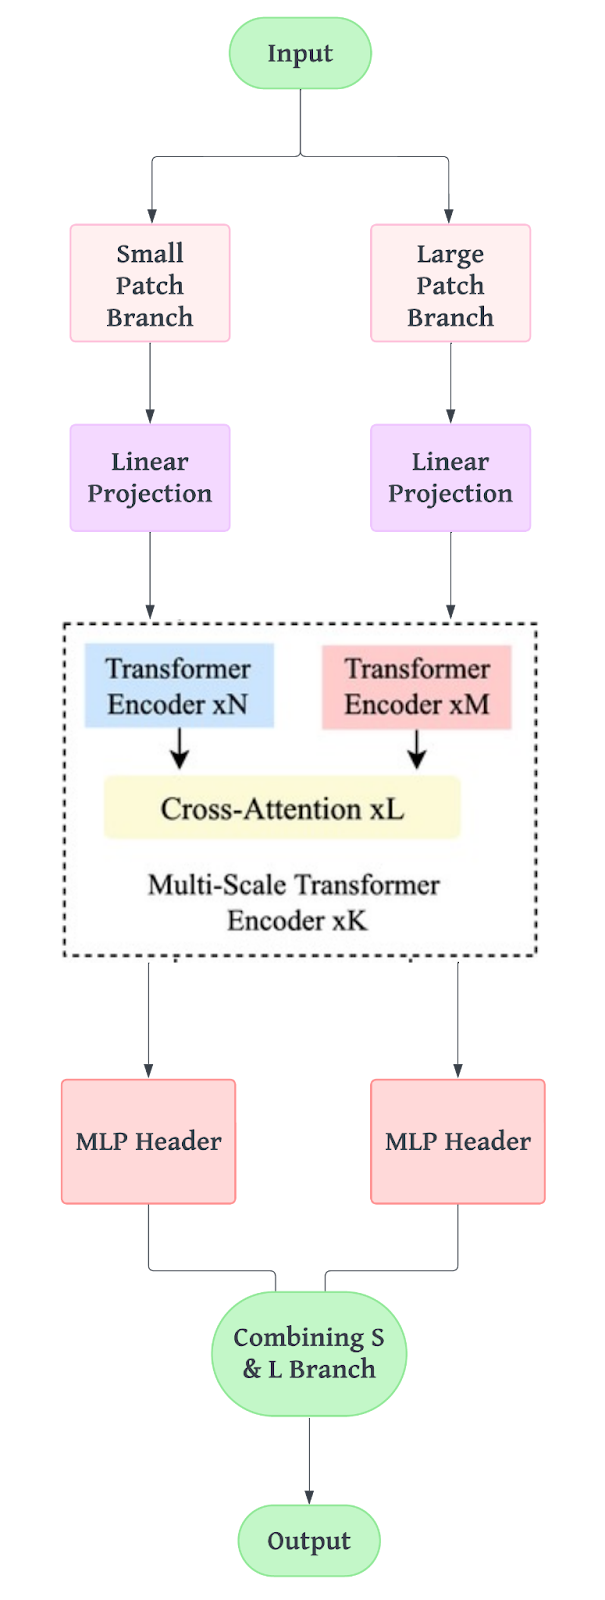 Input
Small
Patch
Branch
Large
Patch
Branch
Linear
Projection
Linear
Projection
Transformer
Encoder xN
Transformer
Encoder xM
Cross-Attention xL
Multi-Scale Transformer
Encoder xK
MLP Header
MLP Header
Combining S
& L Branch
Output